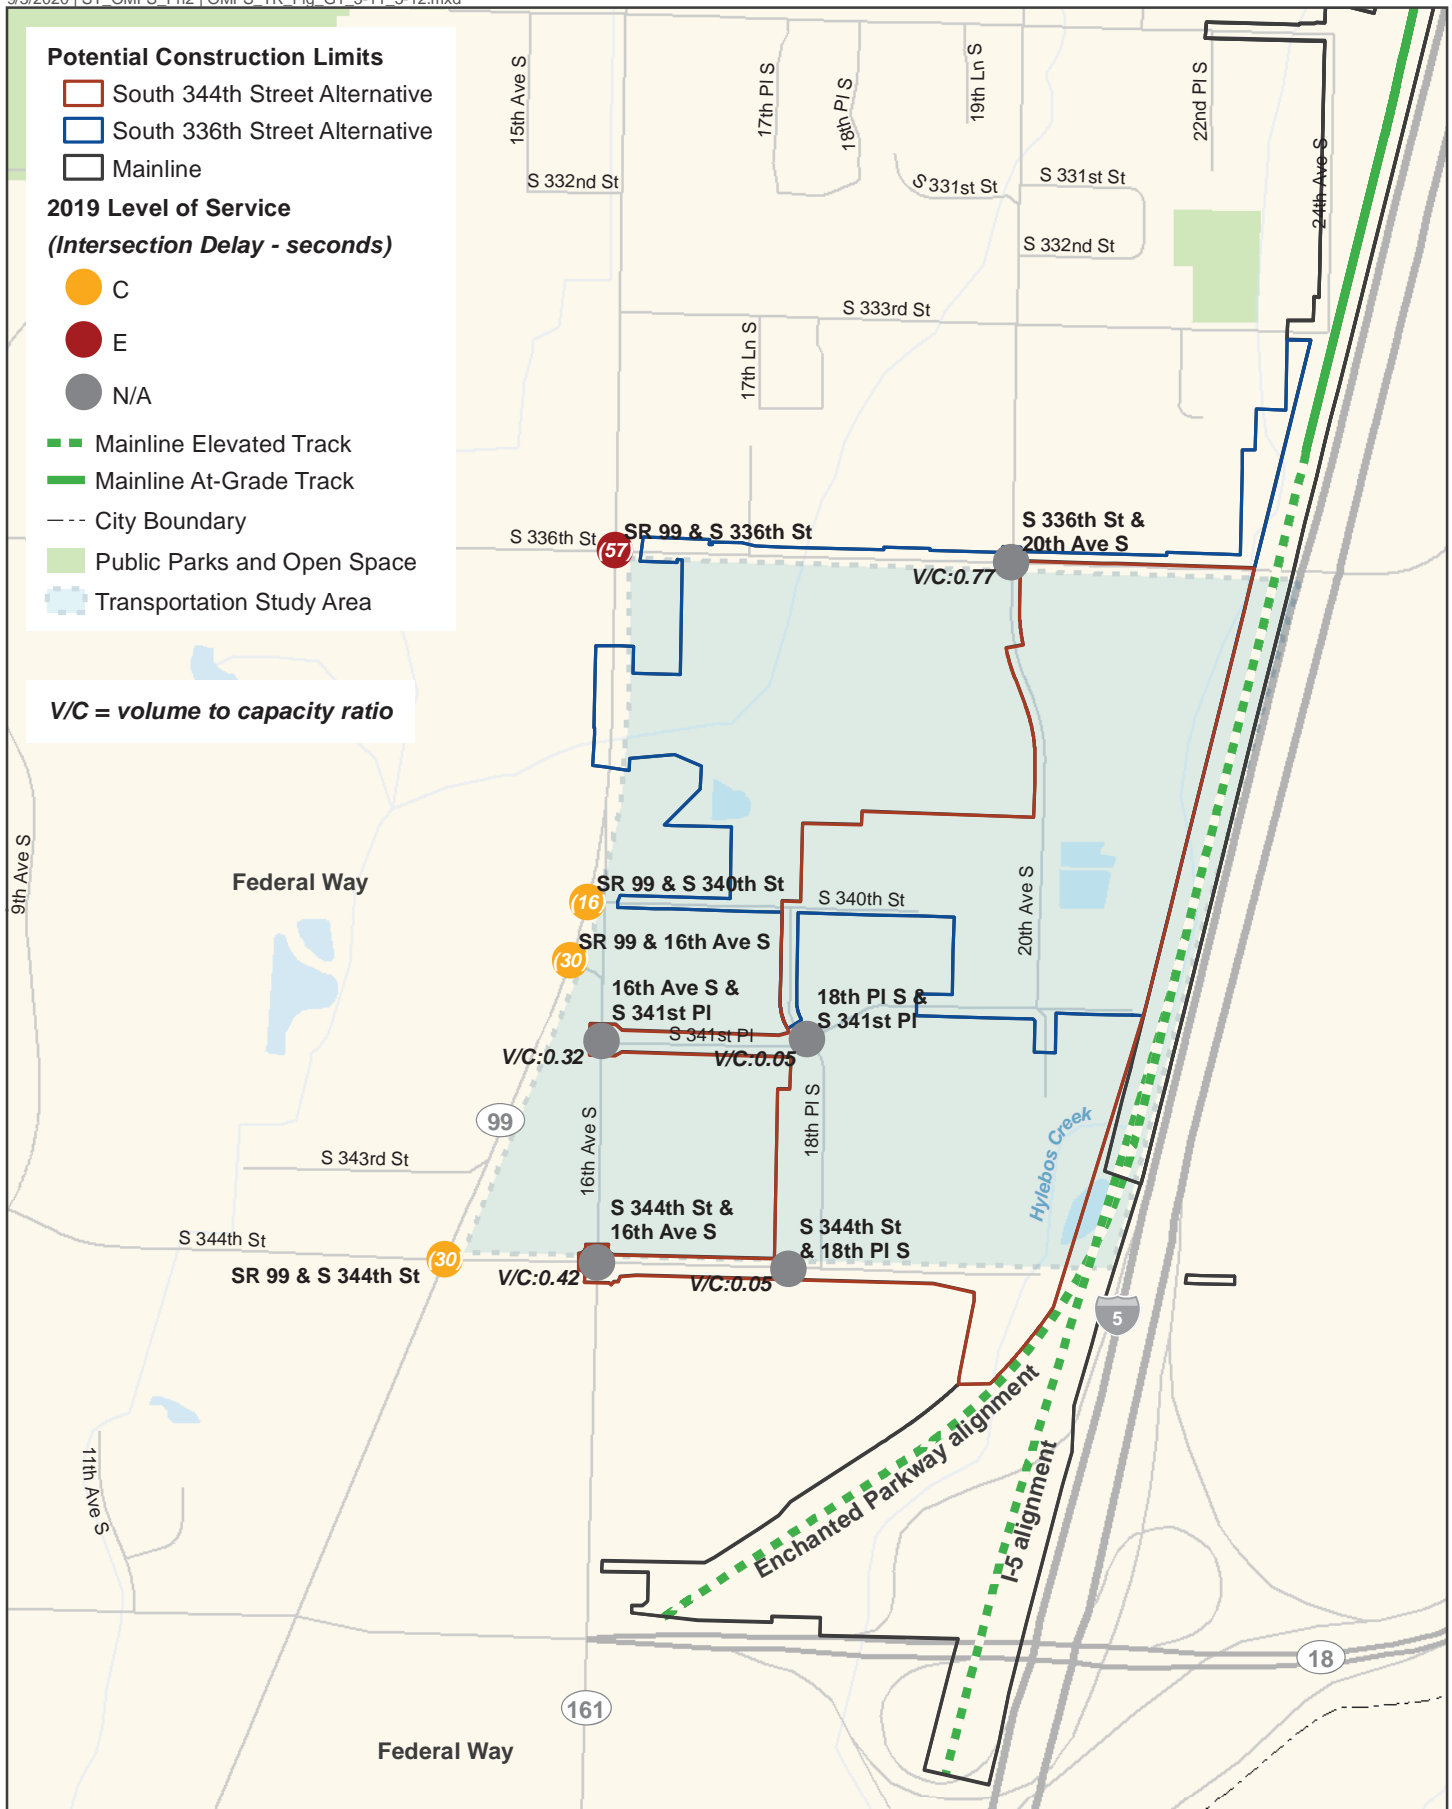 Potential Construction Limits
South 344th Street Alternative
South 336th Street Alternative
Mainline
2019 Level of Service
(Intersection Delay - seconds)
C
E
N/A
Mainline Elevated Track
Mainline At-Grade Track
City Boundary
Public Parks and Open Space
Transportation Study Area
V/C = volume to capacity ratio
15th Ave S
17th Pl S
18th Pl S
19th Ln S
22nd Pl S
24th Ave S
S 332nd St
S 331st St
S 331st St
S 332nd St
S 333rd St
17th Ln S
S 336th St
(57
SR 99 & S 336th St
S 336th St &
20th Ave S
V/C:0.77
9th Ave S
Federal Way
(16
SR 99 & S 340th St
S 340th St
20th Ave S
(30
SR 99 & 16th Ave S
16th Ave S &
S 341st Pl
18th Pl S &
S 341st Pl
S 341st Pl
V/C:0.32
V/C:0.05
99
16th Ave S
18th Pl S
Hylebos Creek
S 343rd St
S 344th St &
16th Ave S
S 344th St
& 18th Pl S
S 344th St
(30
SR 99 & S 344th St
V/C:0.42
V/C:0.05
5
Enchanted Parkway alignment
I-5 alignment
11th Ave S
18
161
Federal Way